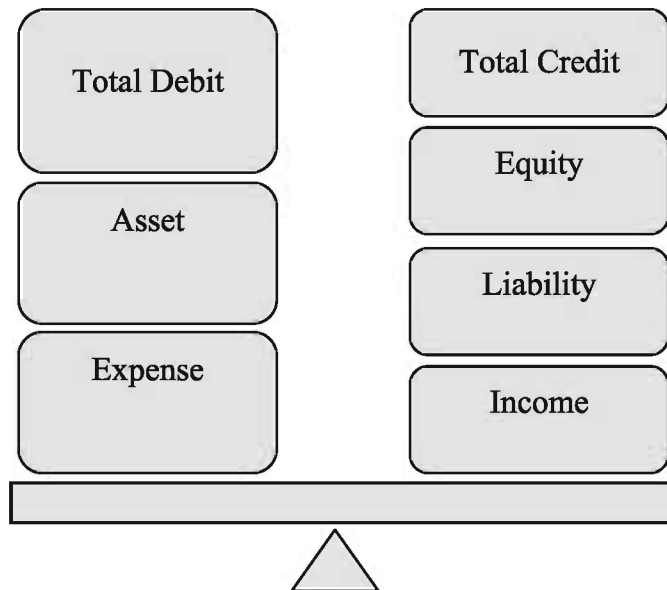 Total Debit
Asset
Expense
Total Credit
Equity
Liability
Income